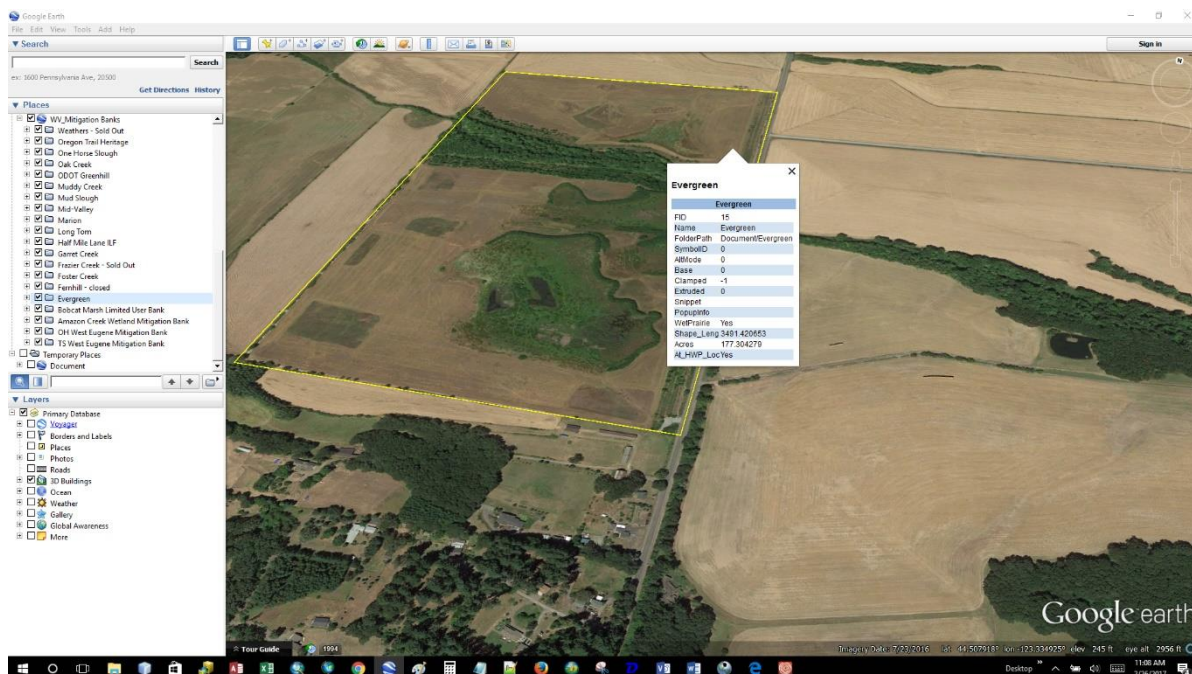 Google Earth
File Edit View Tools Add Help
Search
Sign in
Search
ex: 1600 Pennsylvania Ave, 20500
Get Directions History
Places
WV_Mitigation Banks
Weathers - Sold Out
Oregon Trail Heritage
One Horse Slough
Oak Creek
ODOT Greenhill
Muddy Creek
Mud Slough
Mid-Valley
Marion
Long Tom
Half Mile Lane ILF
Garret Creek
Frazier Creek - Sold Out
Foster Creek
Fernhill - closed
Evergreen
Bobcat Marsh Limited User Bank
Amazon Creek Wetland Mitigation Bank
OH West Eugene Mitigation Bank
TS West Eugene Mitigation Bank
Temporary Places
Document
Layers
Primary Database
Voyager
Borders and Labels
Places
Photos
Roads
3D Buildings
Ocean
Weather
Gallery
Global Awareness
More
N
Evergreen
Evergreen
FID 15
Name Evergreen
FolderPath Document/Evergreen
SymbolID 0
AltMode 0
Base 0
Clamped -1
Extruded 0
Snippet
PopupInfo
WetPrairie Yes
Shape_Leng 3491.420653
Acres 177.304279
At_HWP_Loc Yes
Google earth
Tour Guide
1994
Imagery Date: 7/23/2016 lat 44.507918° lon -123.334925° elev 245 ft eye alt 2956 ft
Desktop
11:08 AM